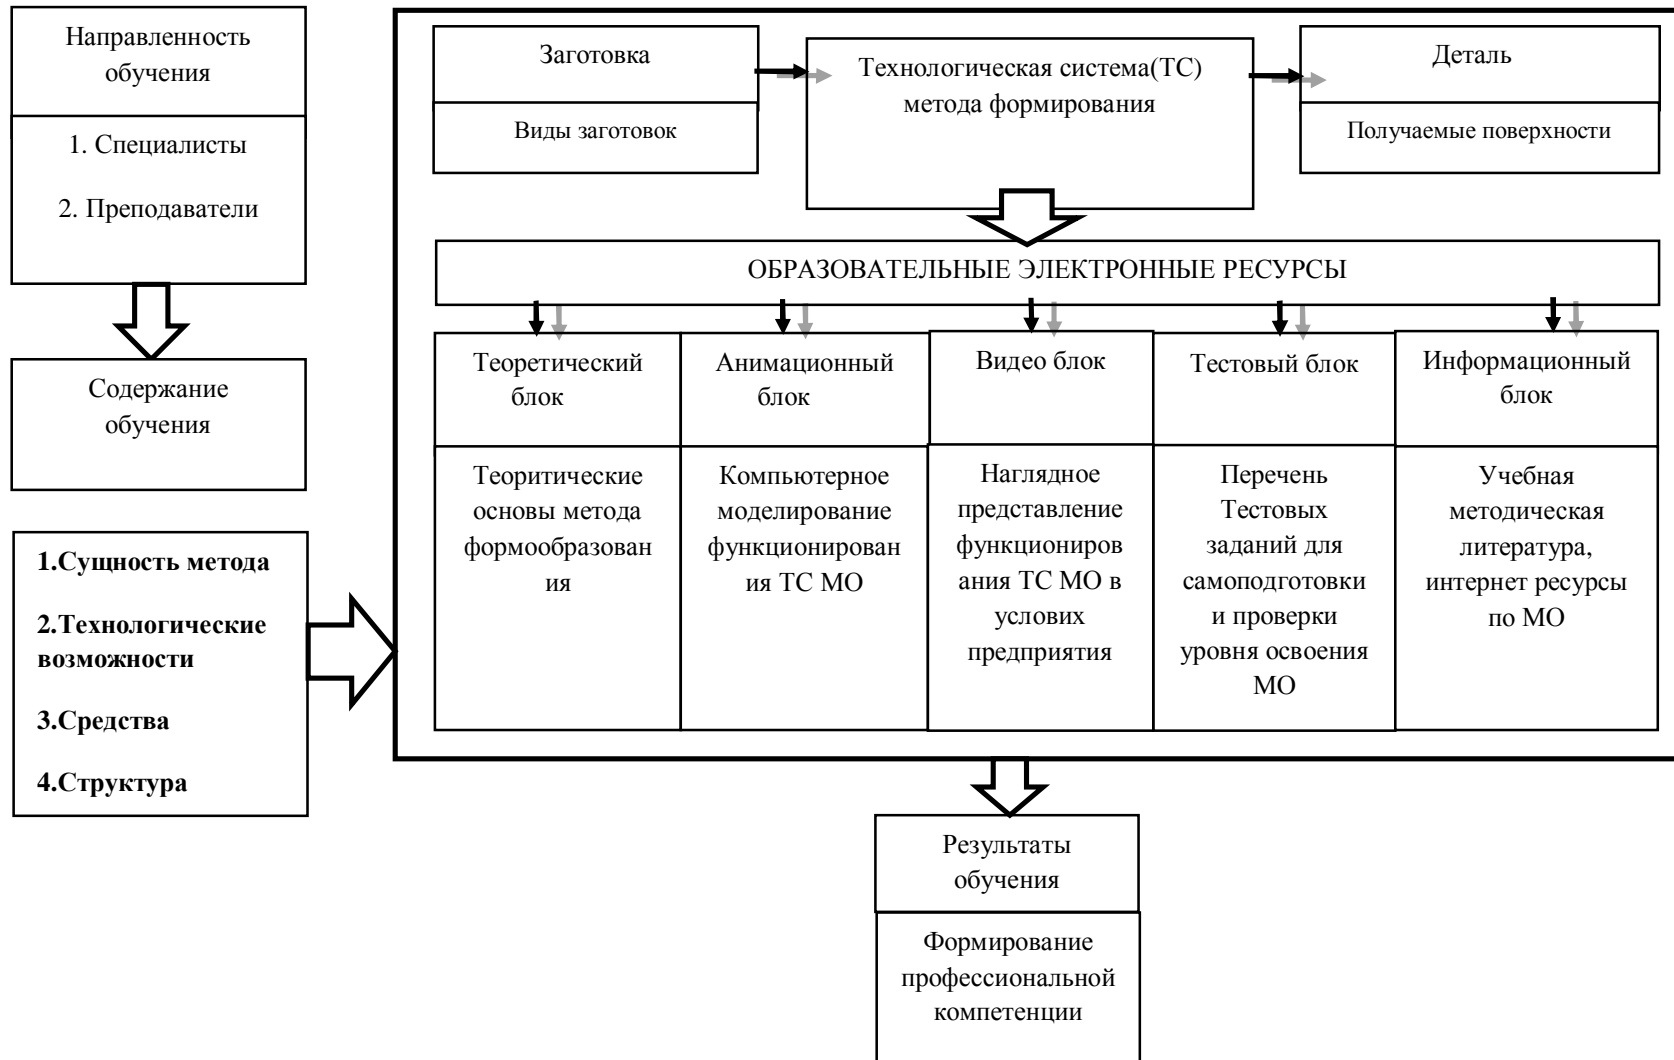 Направленность
обучения
1. Специалисты
2. Преподаватели
Содержание
обучения
1.Сущность метода
2.Технологические
возможности
3.Средства
4.Структура
Заготовка
Виды заготовок
Технологическая система(ТС)
метода формирования
Деталь
Получаемые поверхности
ОБРАЗОВАТЕЛЬНЫЕ ЭЛЕКТРОННЫЕ РЕСУРСЫ
Теоретический
блок
Теоритические
основы метода
формообразован
ия
Анимационный
блок
Компьютерное
моделирование
функционирован
ия ТС МО
Видео блок
Наглядное
представление
функциониров
ания ТС МО в
услових
предприятия
Тестовый блок
Перечень
Тестовых
заданий для
самоподготовки
и проверки
уровня освоения
МО
Информационный
блок
Учебная
методическая
литература,
интернет ресурсы
по МО
Результаты
обучения
Формирование
профессиональной
компетенции